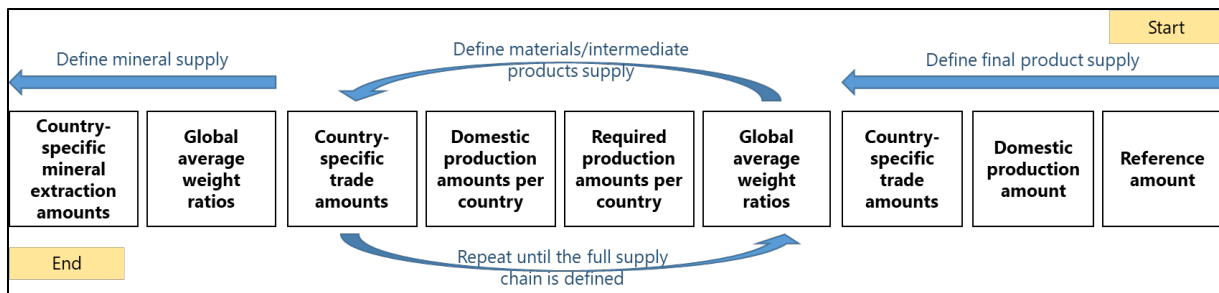 Start
Define mineral supply
Define materials/intermediate
products supply
Define final product supply
Country-
specific
mineral
extraction
amounts
Global
average
weight
ratios
Country-
specific
trade
amounts
Domestic
production
amounts per
country
Required
production
amounts per
country
Global
average
weight
ratios
Country-
specific
trade
amounts
Domestic
production
amount
Reference
amount
End
Repeat until the full supply
chain is defined